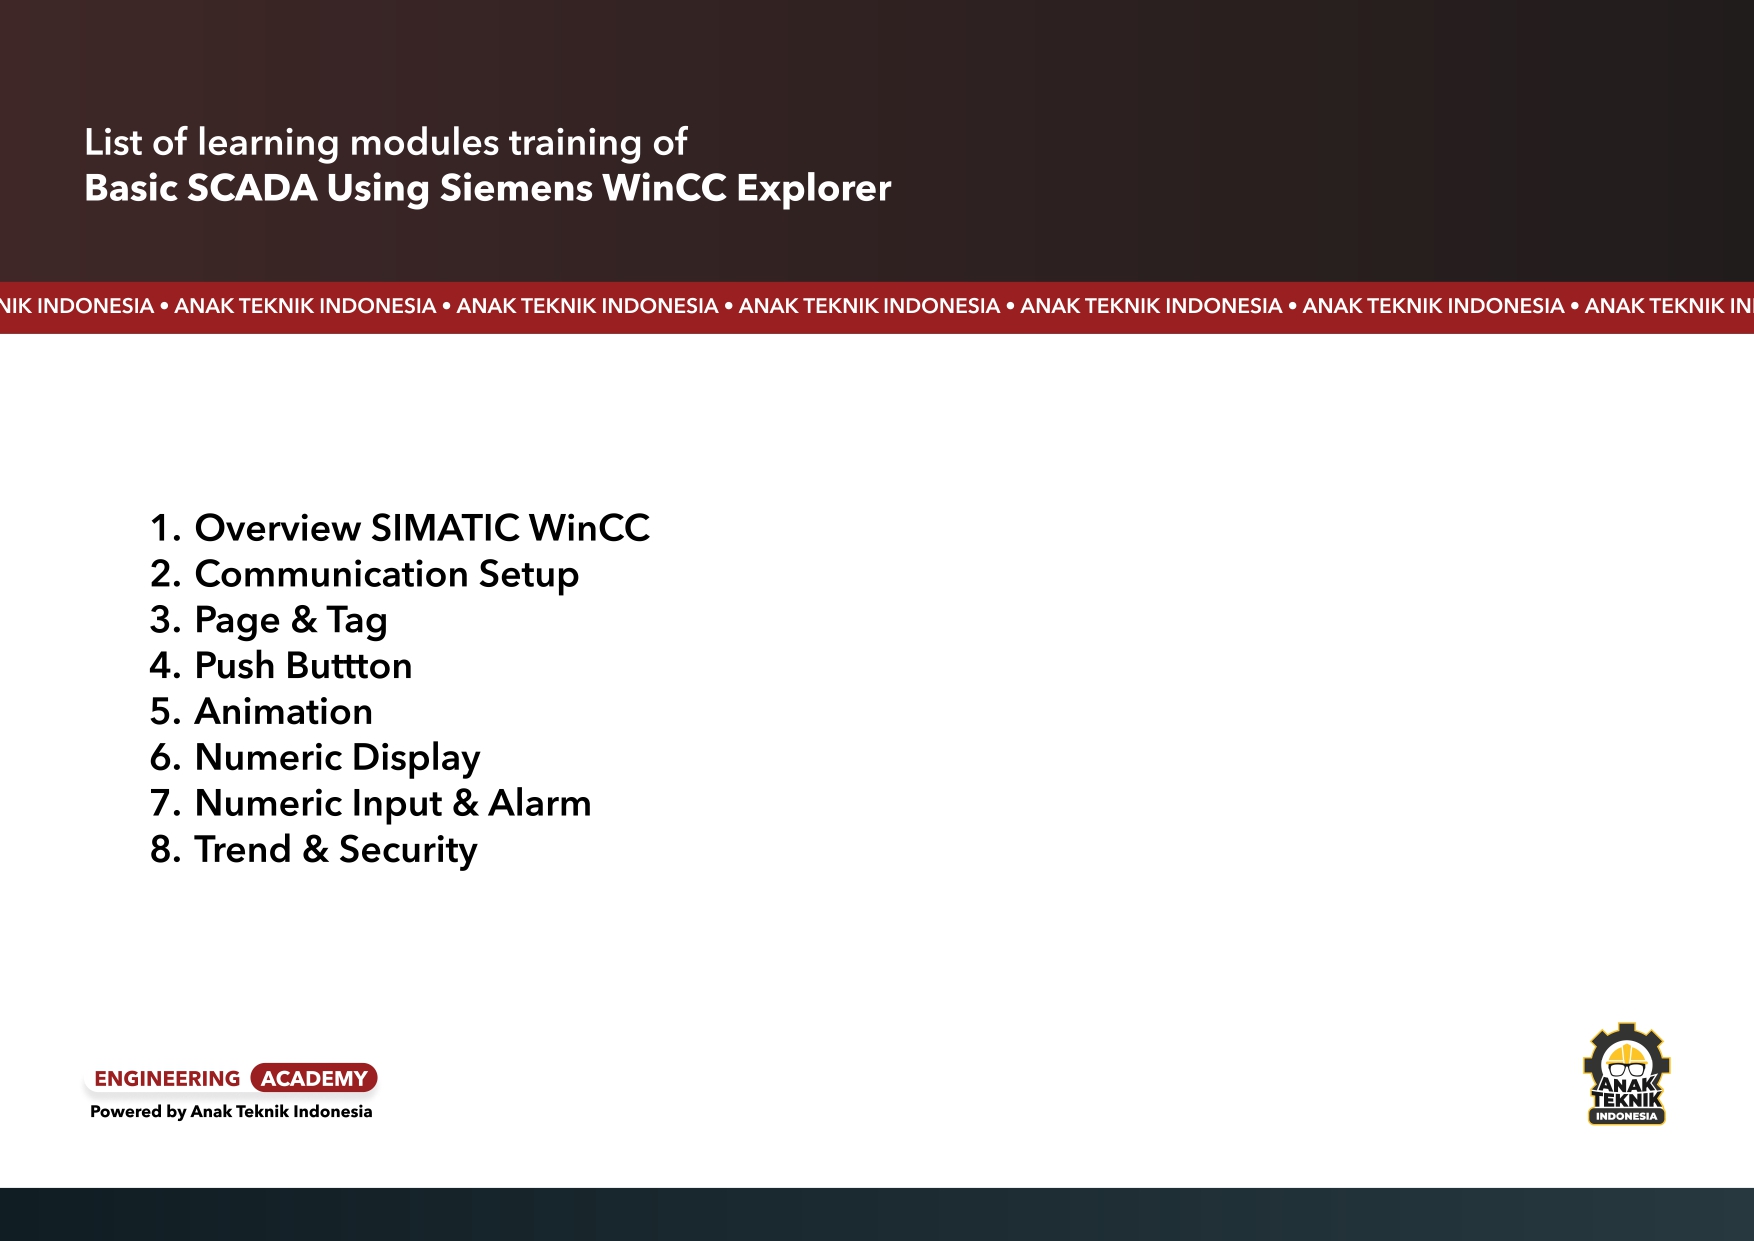 List of learning modules training of
Basic SCADA Using Siemens WinCC Explorer
NIK INDONESIA • ANAK TEKNIK INDONESIA • ANAK TEKNIK INDONESIA • ANAK TEKNIK INDONESIA • ANAK TEKNIK INDONESIA • ANAK TEKNIK INDONESIA • ANAK TEKNIK IN
1. Overview SIMATIC WinCC
2. Communication Setup
3. Page & Tag
4. Push Buttton
5. Animation
6. Numeric Display
7. Numeric Input & Alarm
8. Trend & Security
ENGINEERING ACADEMY
Powered by Anak Teknik Indonesia
ANAK
TEKNIK
INDONESIA